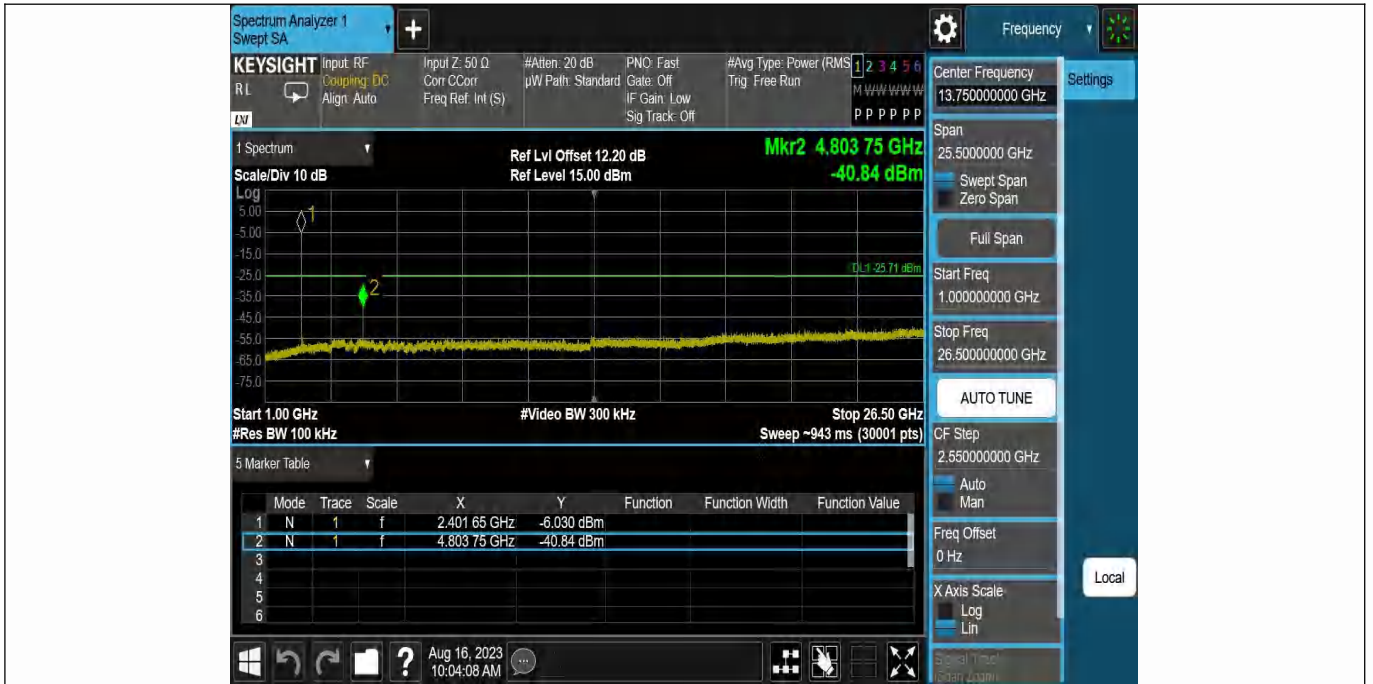 Spectrum Analyzer 1
Swept SA
+
Frequency
KEYSIGHT
RL
LXI
Input: RF
Coupling: DC
Align: Auto
Input Z: 50 Ω
Corr CCorr
Freq Ref: Int (S)
#Atten: 20 dB
µW Path: Standard
PNO: Fast
Gate: Off
IF Gain: Low
Sig Track: Off
#Avg Type: Power (RMS
Trig: Free Run
1 2 3 4 5 6
M W W W W W
P P P P P P
Center Frequency
13.750000000 GHz
Settings
Span
25.5000000 GHz
Swept Span
Zero Span
Full Span
Start Freq
1.000000000 GHz
Stop Freq
26.500000000 GHz
AUTO TUNE
CF Step
2.550000000 GHz
Auto
Man
Freq Offset
0 Hz
X Axis Scale
Log
Lin
Signal Track
(Span Zoom)
Local
1 Spectrum
Scale/Div 10 dB
Log
Ref Lvl Offset 12.20 dB
Ref Level 15.00 dBm
Mkr2 4.803 75 GHz
-40.84 dBm
5.00
-5.00
-15.0
-25.0
-35.0
-45.0
-55.0
-65.0
-75.0
1
2
DL1 -25.71 dBm
Start 1.00 GHz
#Res BW 100 kHz
#Video BW 300 kHz
Stop 26.50 GHz
Sweep ~943 ms (30001 pts)
5 Marker Table
Mode Trace Scale X Y Function Function Width Function Value
1 N 1 f 2.401 65 GHz -6.030 dBm
2 N 1 f 4.803 75 GHz -40.84 dBm
3
4
5
6
?
Aug 16, 2023
10:04:08 AM